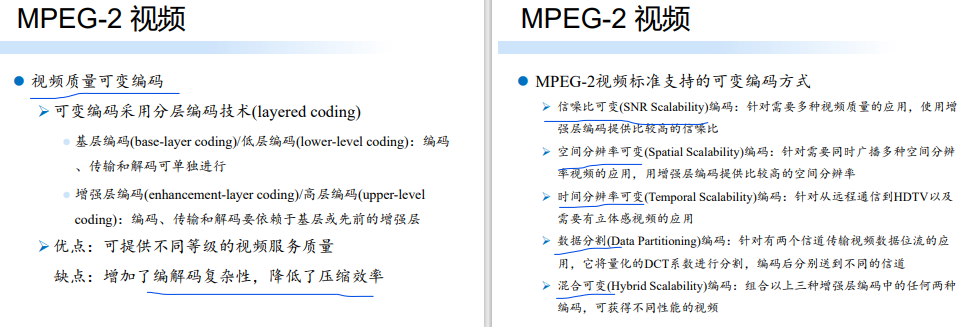 MPEG-2 视频
● 视频质量可变编码
➢ 可变编码采用分层编码技术(layered coding)
● 基层编码(base-layer coding)/低层编码(lower-level coding)：编码
、传输和解码可单独进行
● 增强层编码(enhancement-layer coding)/高层编码(upper-level
coding)：编码、传输和解码要依赖于基层或先前的增强层
➢ 优点：可提供不同等级的视频服务质量
缺点：增加了编解码复杂性，降低了压缩效率
MPEG-2 视频
● MPEG-2视频标准支持的可变编码方式
➢ 信噪比可变(SNR Scalability)编码：针对需要多种视频质量的应用，使用增
强层编码提供比较高的信噪比
➢ 空间分辨率可变(Spatial Scalability)编码：针对需要同时广播多种空间分辨
率视频的应用，用增强层编码提供比较高的空间分辨率
➢ 时间分辨率可变(Temporal Scalability)编码：针对从远程通信到HDTV以及
需要有立体感视频的应用
➢ 数据分割(Data Partitioning)编码：针对有两个信道传输视频数据位流的应
用，它将量化的DCT系数进行分割，编码后分别送到不同的信道
➢ 混合可变(Hybrid Scalability)编码：组合以上三种增强层编码中的任何两种
编码，可获得不同性能的视频